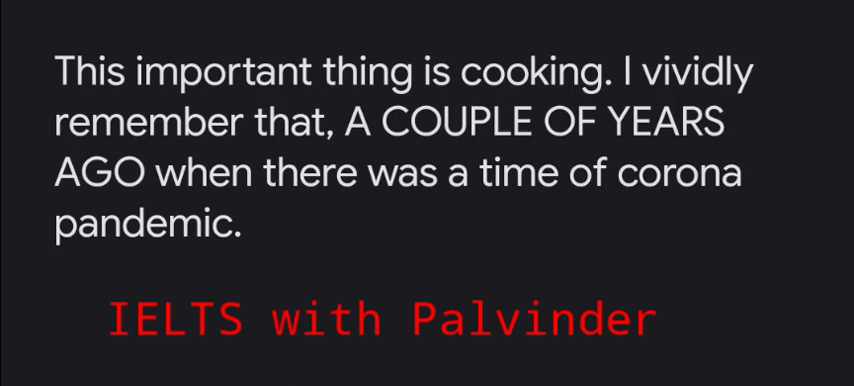 This important thing is cooking. I vividly
remember that, A COUPLE OF YEARS
AGO when there was a time of corona
pandemic.
IELTS with Palvinder